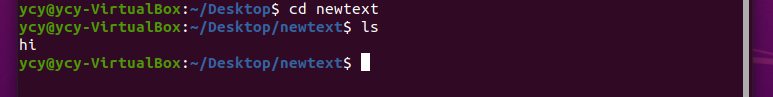 ycy@ycy-VirtualBox:~/Desktop$ cd newtext
ycy@ycy-VirtualBox:~/Desktop/newtext$ ls
hi
ycy@ycy-VirtualBox:~/Desktop/newtext$